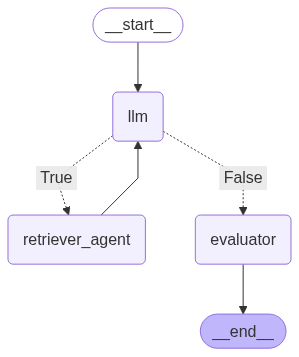 __start__
llm
True
False
retriever_agent
evaluator
__end__